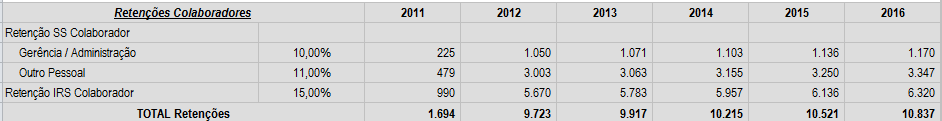 Retenções Colaboradores 2011 2012 2013 2014 2015 2016
Retenção SS Colaborador
Gerência / Administração 10,00% 225 1.050 1.071 1.103 1.136 1.170
Outro Pessoal 11,00% 479 3.003 3.063 3.155 3.250 3.347
Retenção IRS Colaborador 15,00% 990 5.670 5.783 5.957 6.136 6.320
TOTAL Retenções 1.694 9.723 9.917 10.215 10.521 10.837